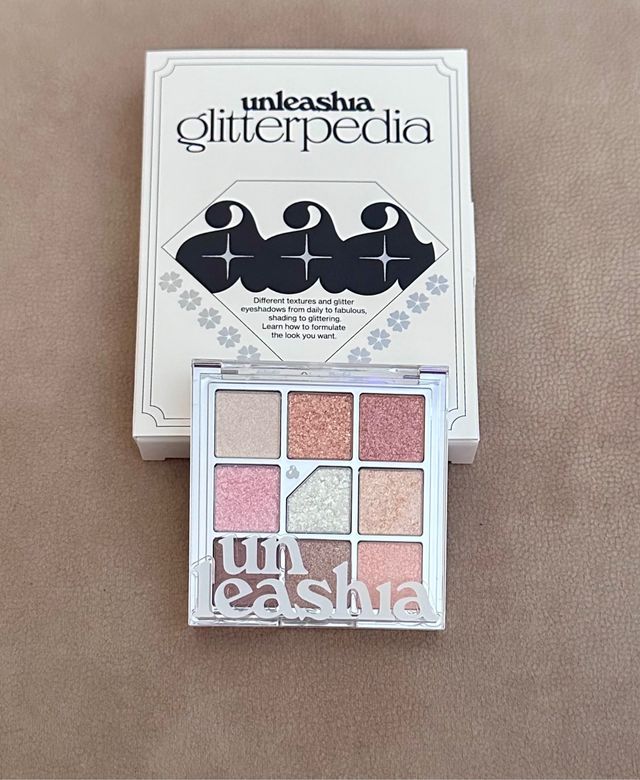 unleashia
glitterpedia
Different textures and glitter
eyeshadows from daily to fabulous,
shading to glittering.
Learn how to formulate
the look you want.
un
leashia